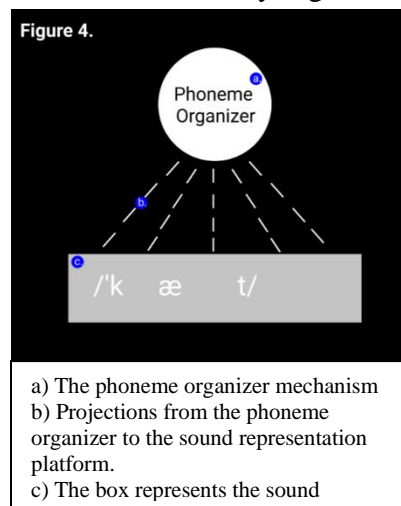 Figure 4.
a.
Phoneme
Organizer
b.
c.
/ˈk æ t/
a) The phoneme organizer mechanism
b) Projections from the phoneme
organizer to the sound representation
platform.
c) The box represents the sound